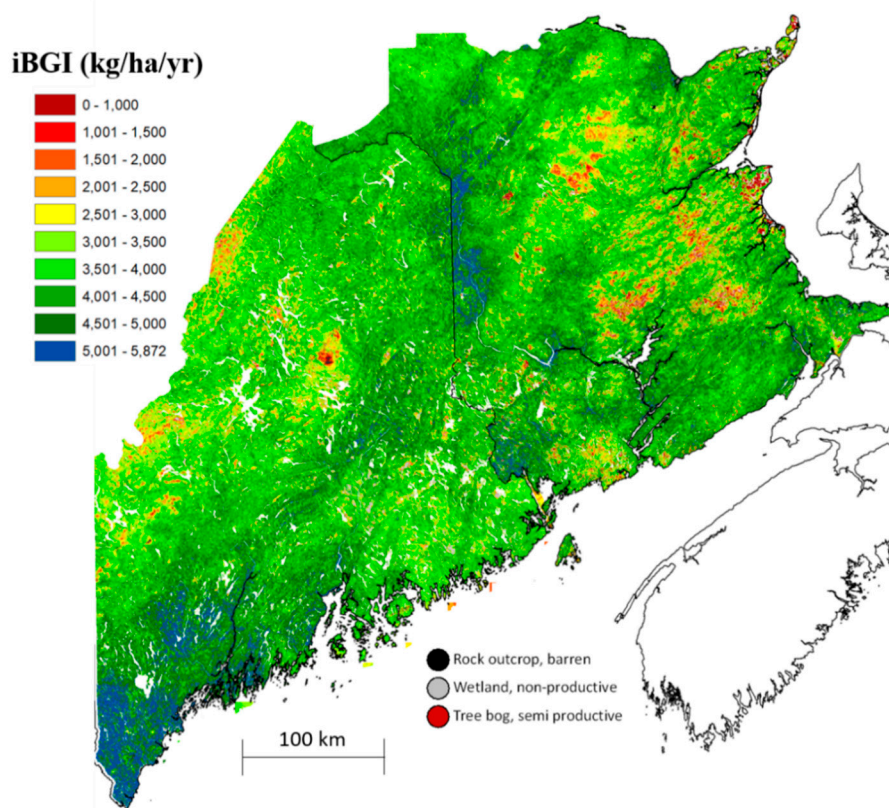 iBGI (kg/ha/yr)
0 - 1,000
1,001 - 1,500
1,501 - 2,000
2,001 - 2,500
2,501 - 3,000
3,001 - 3,500
3,501 - 4,000
4,001 - 4,500
4,501 - 5,000
5,001 - 5,872
Rock outcrop, barren
Wetland, non-productive
Tree bog, semi productive
100 km